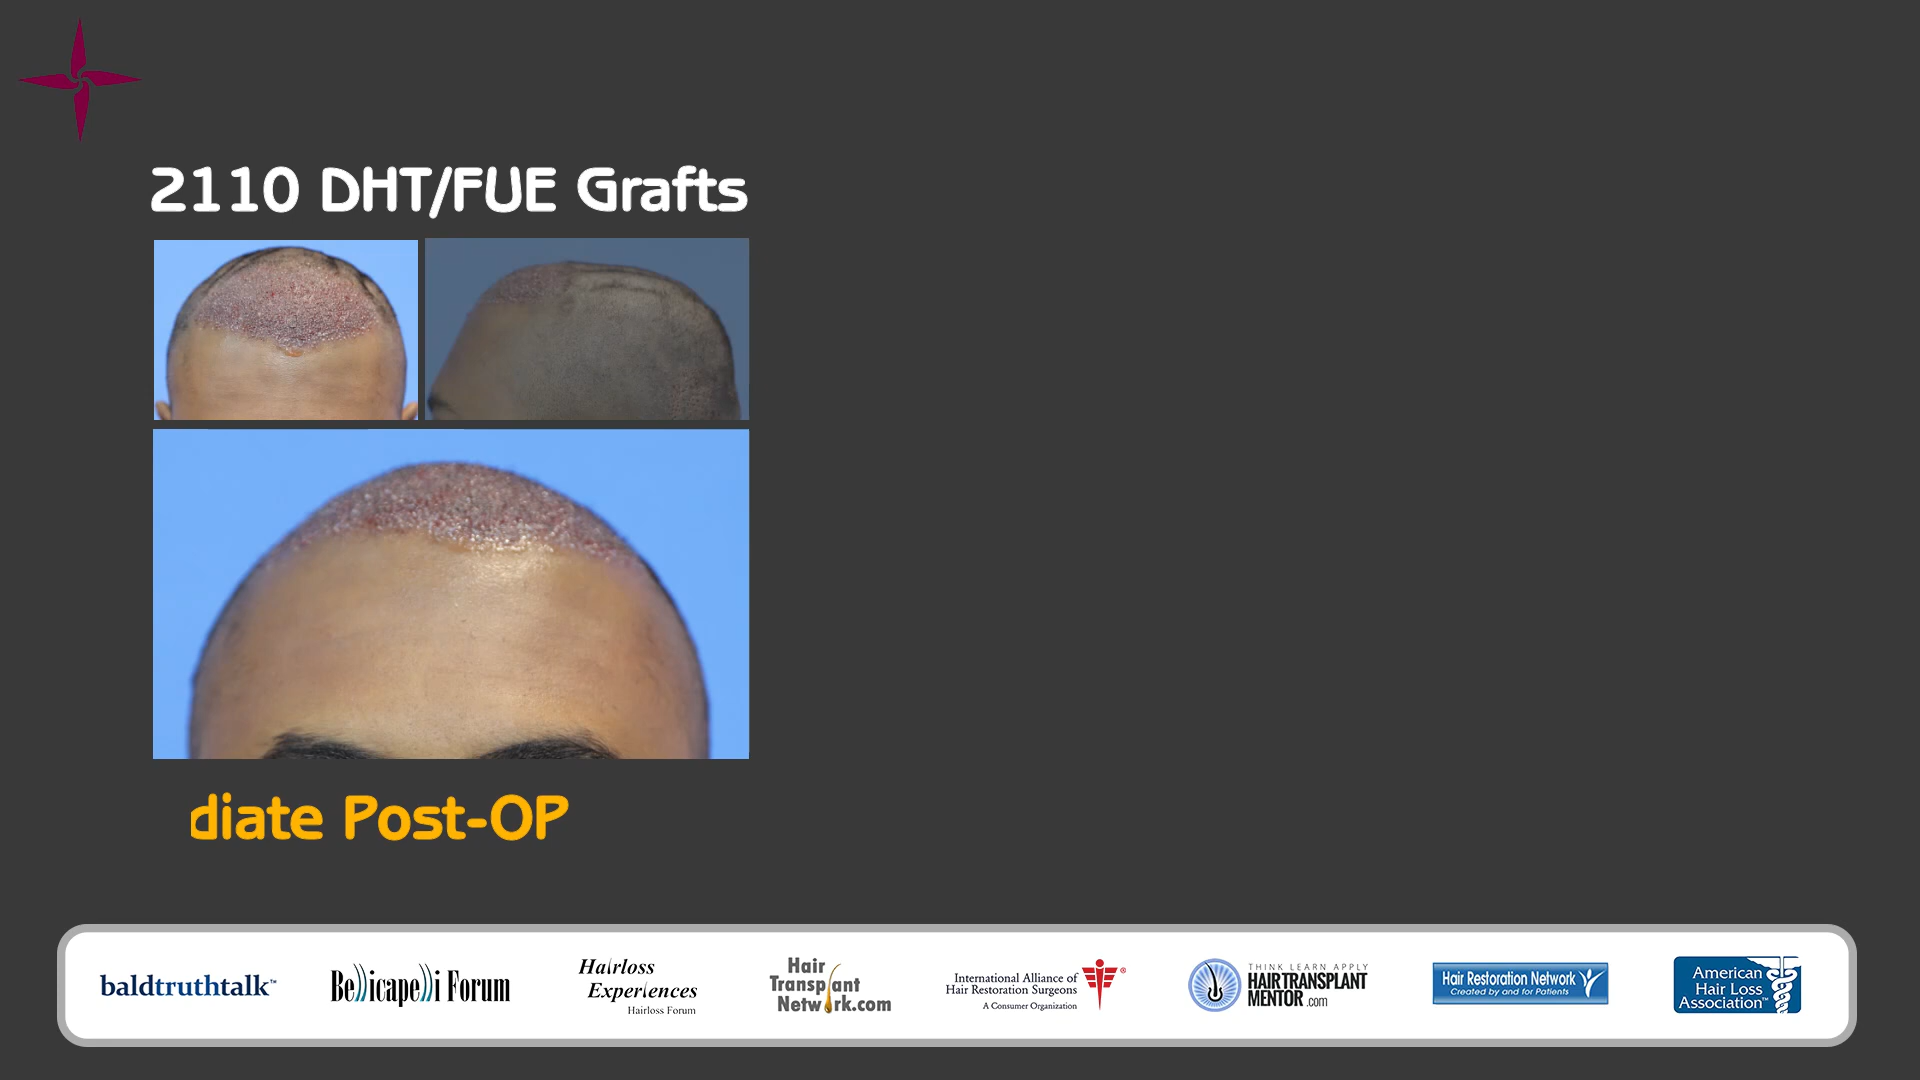 2110 DHT/FUE Grafts
diate Post-OP
baldtruthtalk™
Bellicapelli Forum
Hairloss
Experiences
Hairloss Forum
Hair
Transplant
Network.com
International Alliance of
Hair Restoration Surgeons
A Consumer Organization
®
THINK LEARN APPLY
HAIRTRANSPLANT
MENTOR.com
Hair Restoration Network
Created by and for Patients
American
Hair Loss
Association™